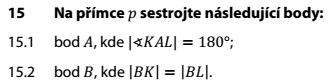 15 Na přímce p sestrojte následující body:
15.1 bod A, kde |∢KAL| = 180°;
15.2 bod B, kde |BK| = |BL|.